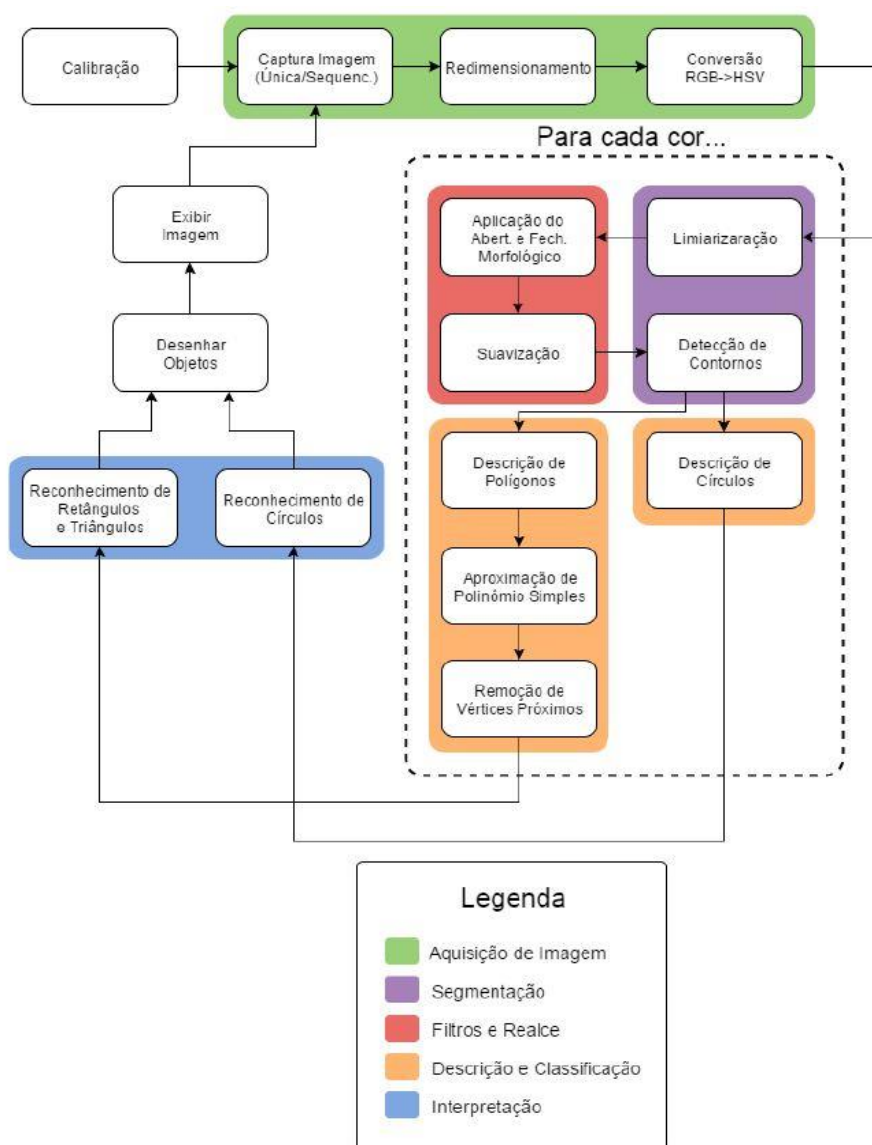 Calibração
Captura Imagem
(Única/Sequenc.)
Redimensionamento
Conversão
RGB->HSV
Para cada cor...
Exibir
Imagem
Aplicação do
Abert. e Fech.
Morfológico
Limiarizaração
Desenhar
Objetos
Suavização
Detecção de
Contornos
Reconhecimento de
Retângulos
e Triângulos
Reconhecimento de
Círculos
Descrição de
Polígonos
Descrição de
Círculos
Aproximação de
Polinômio Simples
Remoção de
Vértices Próximos
Legenda
Aquisição de Imagem
Segmentação
Filtros e Realce
Descrição e Classificação
Interpretação